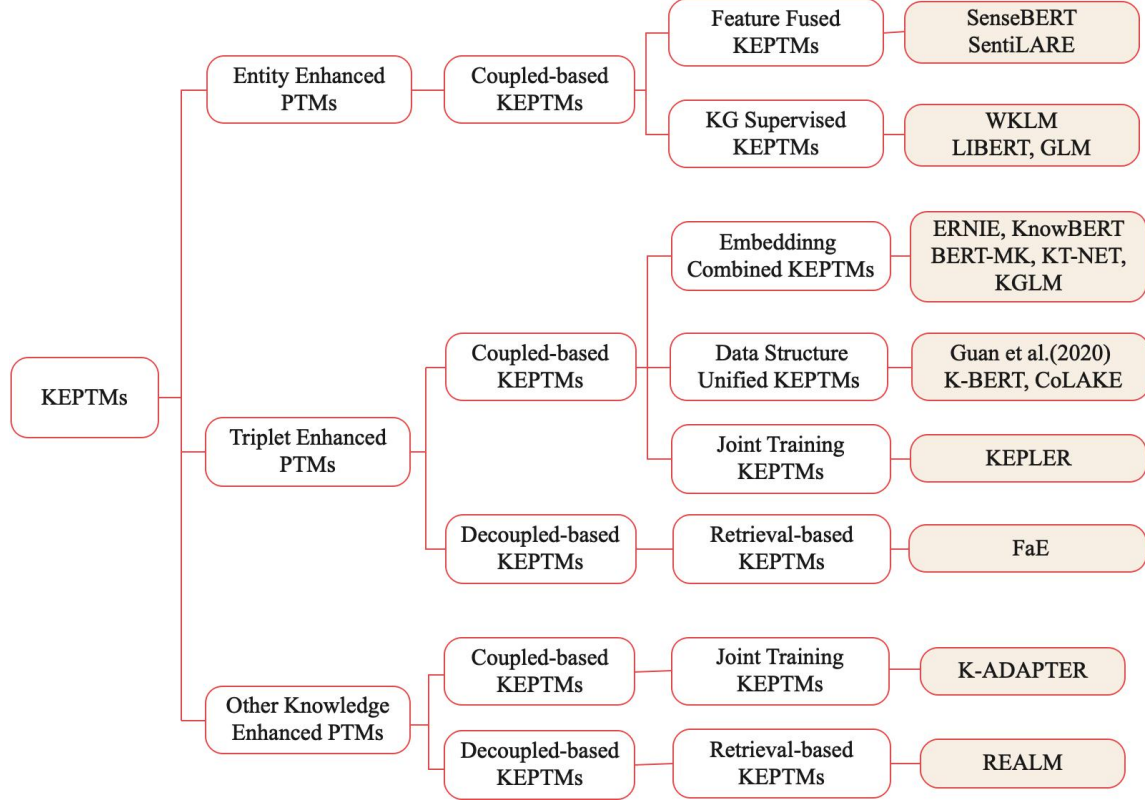 KEPTMs
Entity Enhanced
PTMs
Coupled-based
KEPTMs
Feature Fused
KEPTMs
SenseBERT
SentiLARE
KG Supervised
KEPTMs
WKLM
LIBERT, GLM
Triplet Enhanced
PTMs
Coupled-based
KEPTMs
Embeddinng
Combined KEPTMs
ERNIE, KnowBERT
BERT-MK, KT-NET,
KGLM
Data Structure
Unified KEPTMs
Guan et al.(2020)
K-BERT, CoLAKE
Joint Training
KEPTMs
KEPLER
Decoupled-based
KEPTMs
Retrieval-based
KEPTMs
FaE
Other Knowledge
Enhanced PTMs
Coupled-based
KEPTMs
Joint Training
KEPTMs
K-ADAPTER
Decoupled-based
KEPTMs
Retrieval-based
KEPTMs
REALM